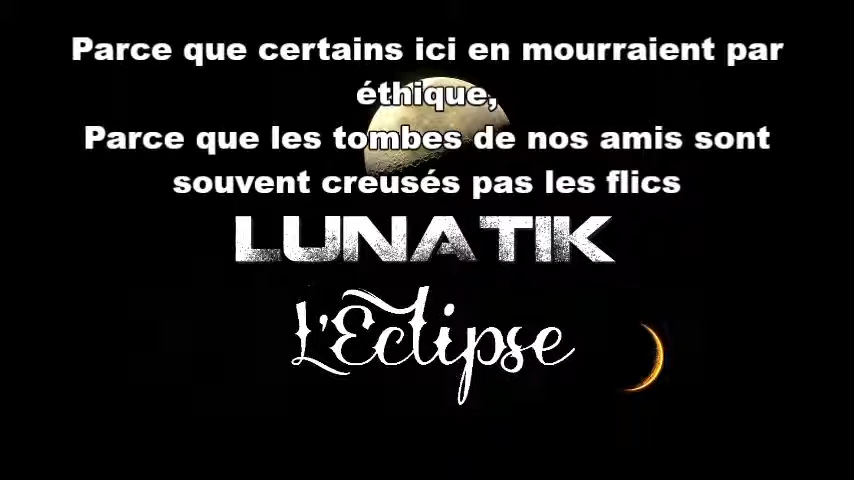 Parce que certains ici en mourraient par
éthique,
Parce que les tombes de nos amis sont
souvent creusés pas les flics
LUNATIK
L'Eclipse